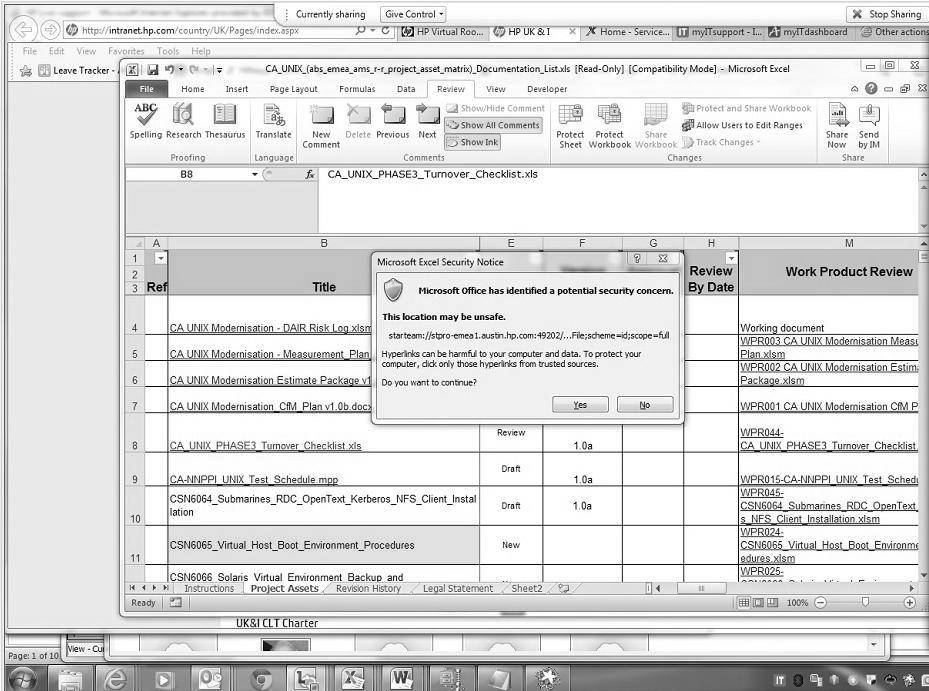 Currently sharing
Give Control
Stop Sharing
http://intranet.hp.com/country/UK/Pages/index.aspx
HP Virtual Roo...
HP UK & I
Home - Service...
myITsupport - I...
myITdashboard
Other actions
File Edit View Favorites Tools Help
Leave Tracker -
CA_UNIX_(abs_emea_ams_r-r_project_asset_matrix)_Documentation_List.xls [Read-Only] [Compatibility Mode] - Microsoft Excel
File Home Insert Page Layout Formulas Data Review View Developer
ABC
Spelling Research Thesaurus
Proofing
Translate
Language
New Comment
Delete Previous Next
Show/Hide Comment
Show All Comments
Show Ink
Comments
Protect Sheet
Protect Workbook
Share Workbook
Protect and Share Workbook
Allow Users to Edit Ranges
Track Changes
Changes
Share Now
Send by IM
Share
B8
fx
CA_UNIX_PHASE3_Turnover_Checklist.xls
A B E F G H M
1
2
3
Ref
Title
Review By Date
Work Product Review
4
CA UNIX Modernisation - DAIR Risk Log.xlsm
Working document
5
CA UNIX Modernisation - Measurement_Plan
WPR003 CA UNIX Modernisation Measu
Plan.xlsm
6
CA UNIX Modernisation Estimate Package v1
WPR002 CA UNIX Modernisation Estim
Package.xlsm
7
CA UNIX Modernisation_CfM_Plan v1.0b.docx
WPR001 CA UNIX Modernisation CfM P
8
CA_UNIX_PHASE3_Turnover_Checklist.xls
Review
1.0a
WPR044-
CA_UNIX_PHASE3_Turnover_Checklist.
9
CA-NNPPI_UNIX_Test_Schedule.mpp
Draft
1.0a
WPR015-CA-NNPPI_UNIX_Test_Schedu
10
CSN6064_Submarines_RDC_OpenText_Kerberos_NFS_Client_Instal
lation
Draft
1.0a
WPR045-
CSN6064_Submarines_RDC_OpenText_
s_NFS_Client_Installation.xlsm
11
CSN6065_Virtual_Host_Boot_Environment_Procedures
New
WPR024-
CSN6065_Virtual_Host_Boot_Environme
edures.xlsm
CSN6066_Solaris_Virtual_Environment_Backup_and
WPR025-
Microsoft Excel Security Notice
Microsoft Office has identified a potential security concern.
This location may be unsafe.
starteam://stpro-emea1.austin.hp.com:49202/...File;scheme=id;scope=full
Hyperlinks can be harmful to your computer and data. To protect your
computer, click only those hyperlinks from trusted sources.
Do you want to continue?
Yes
No
Instructions Project Assets Revision History Legal Statement Sheet2
Ready
100%
UK&I CLT Charter
View - Cur
Page: 1 of 10